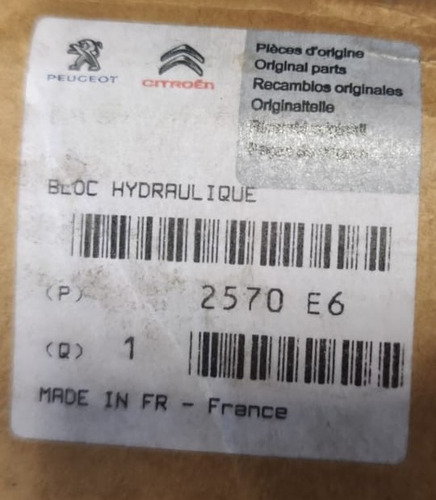 PEUGEOT
CITROËN
Pièces d'origine
Original parts
Recambios originales
Originalteile
BLOC HYDRAULIQUE
(P) 2570 E6
(Q) 1
MADE IN FR - France